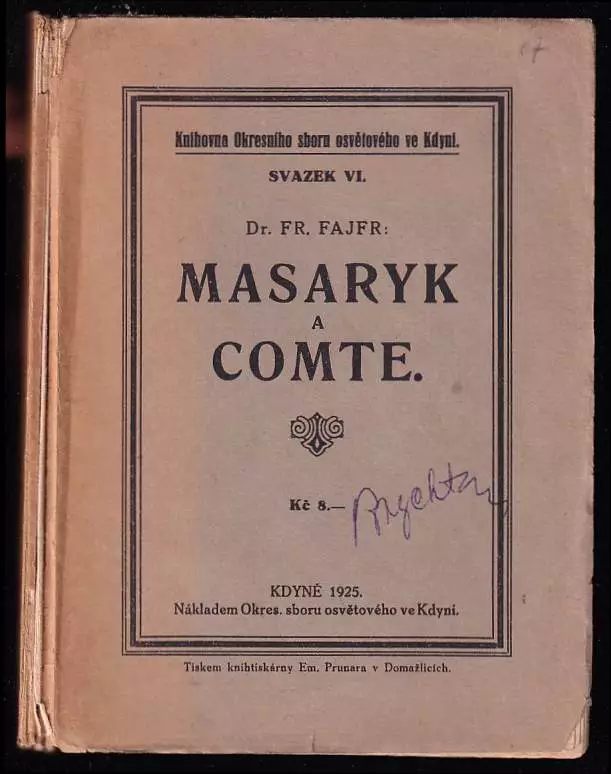 Knihovna Okresního sboru osvětového ve Kdyni.
SVAZEK VI.
Dr. FR. FAJFR:
MASARYK
A
COMTE.
Kč 8.—
KDYNĚ 1925.
Nákladem Okres. sboru osvětového ve Kdyni.
Tiskem knihtiskárny Em. Prunara v Domažlicích.